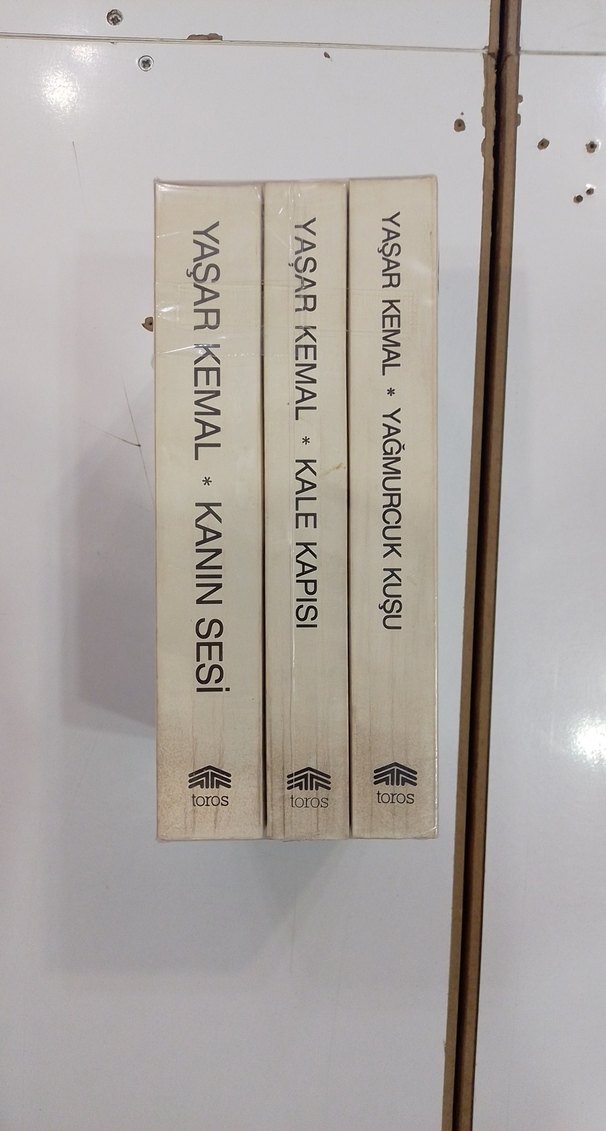 YAŞAR KEMAL * KANIN SESİ
toros
YAŞAR KEMAL * KALE KAPISI
toros
YAŞAR KEMAL * YAĞMURCUK KUŞU
toros